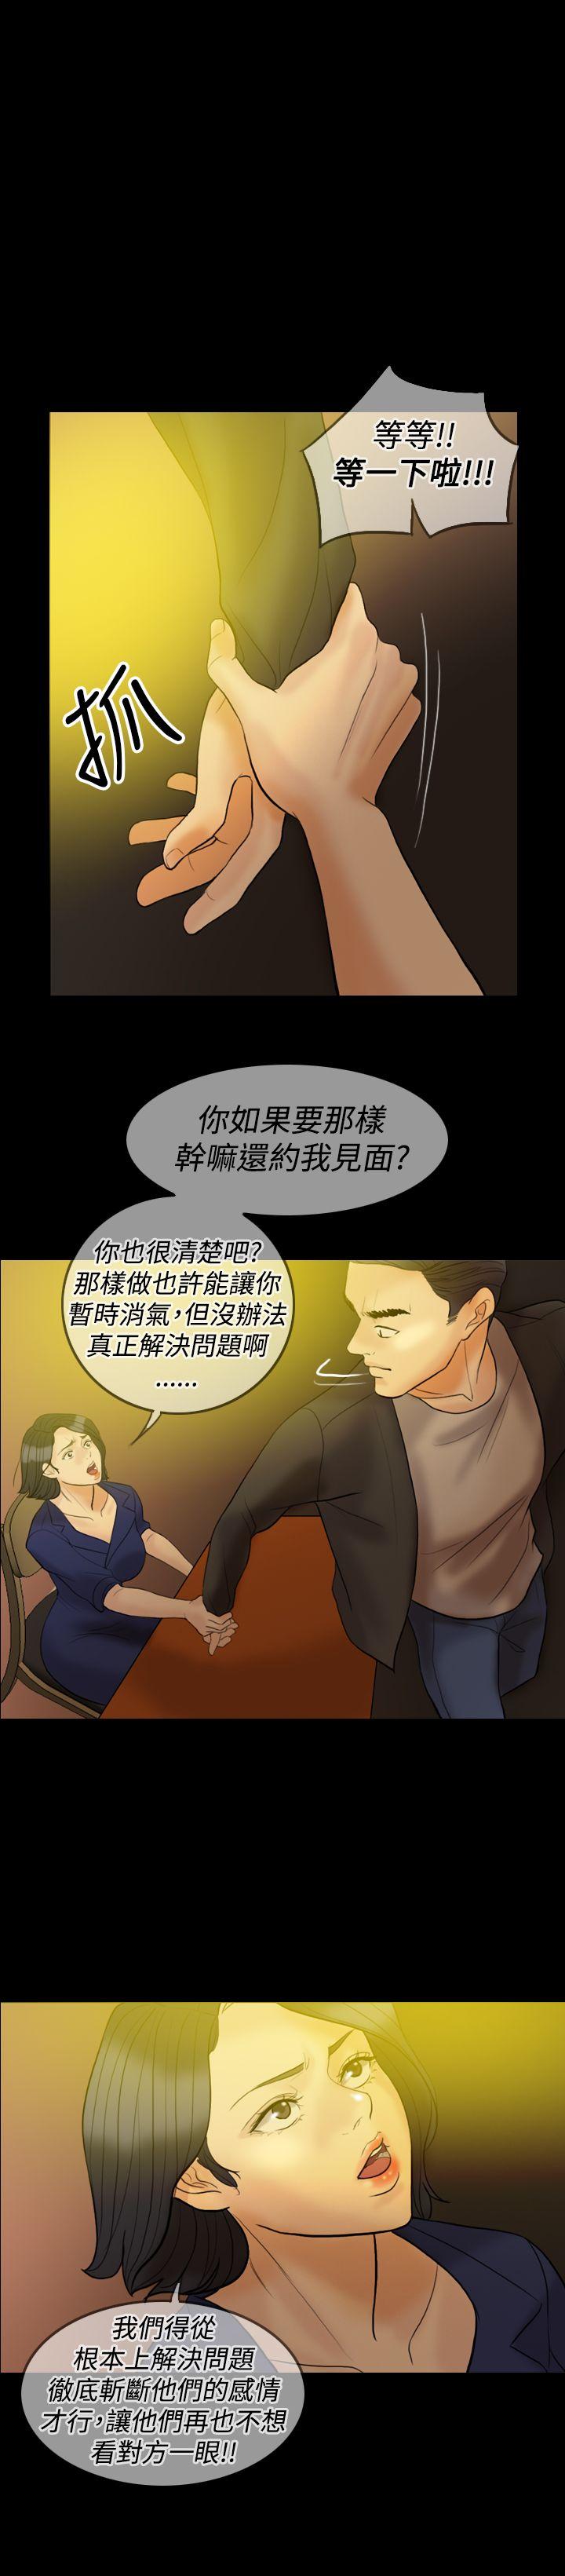 等等!!
等一下啦!!!
抓
你如果要那樣
幹嘛還約我見面?
你也很清楚吧?
那樣做也許能讓你
暫時消氣，但沒辦法
真正解決問題啊
……
我們得從
根本上解決問題
徹底斬斷他們的感情
才行，讓他們再也不想
看對方一眼!!